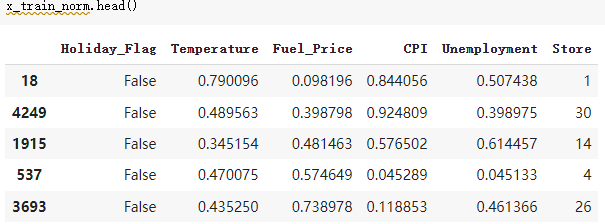 x_train_norm.head()
Holiday_Flag Temperature Fuel_Price CPI Unemployment Store
18 False 0.790096 0.098196 0.844056 0.507438 1
4249 False 0.489563 0.398798 0.924809 0.398975 30
1915 False 0.345154 0.481463 0.576502 0.614457 14
537 False 0.470075 0.574649 0.045289 0.045133 4
3693 False 0.435250 0.738978 0.118853 0.461366 26